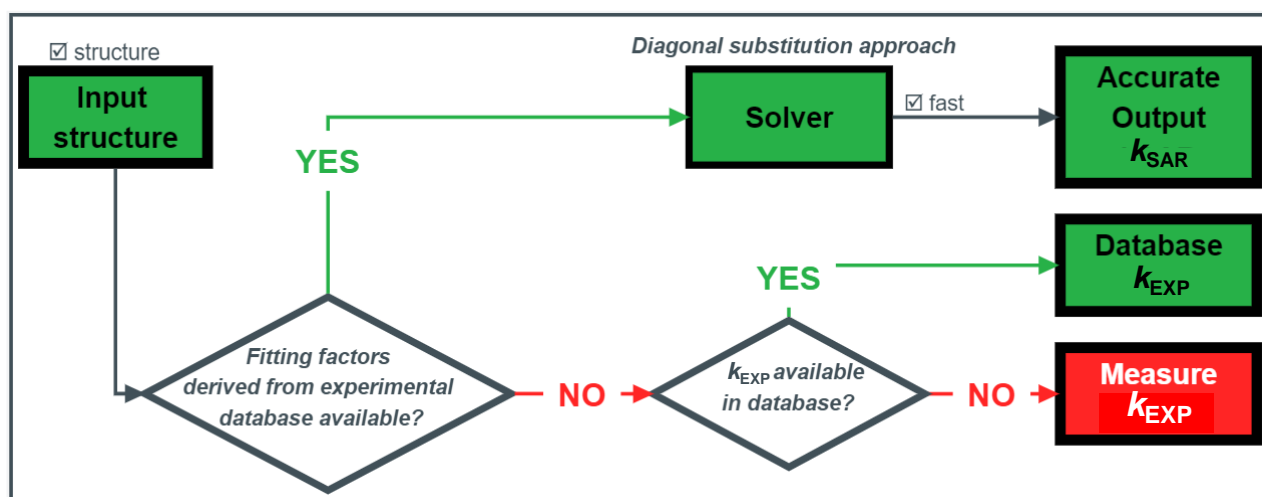 ☑ structure
Input
structure
Diagonal substitution approach
Solver
☑ fast
Accurate
Output
kSAR
YES
Fitting factors
derived from experimental
database available?
NO
YES
kEXP available
in database?
NO
Database
kEXP
Measure
kEXP